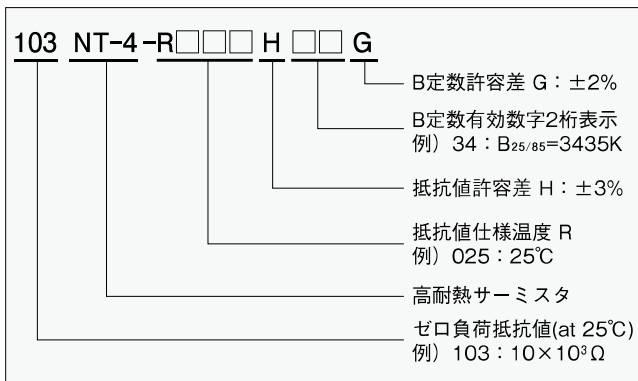 103 NT-4-R□□□ H □□ G
B定数許容差 G：±2%
B定数有効数字2桁表示
例）34：B25/85=3435K
抵抗値許容差 H：±3%
抵抗値仕様温度 R
例）025：25℃
高耐熱サーミスタ
ゼロ負荷抵抗値(at 25℃)
例）103：10×10³Ω